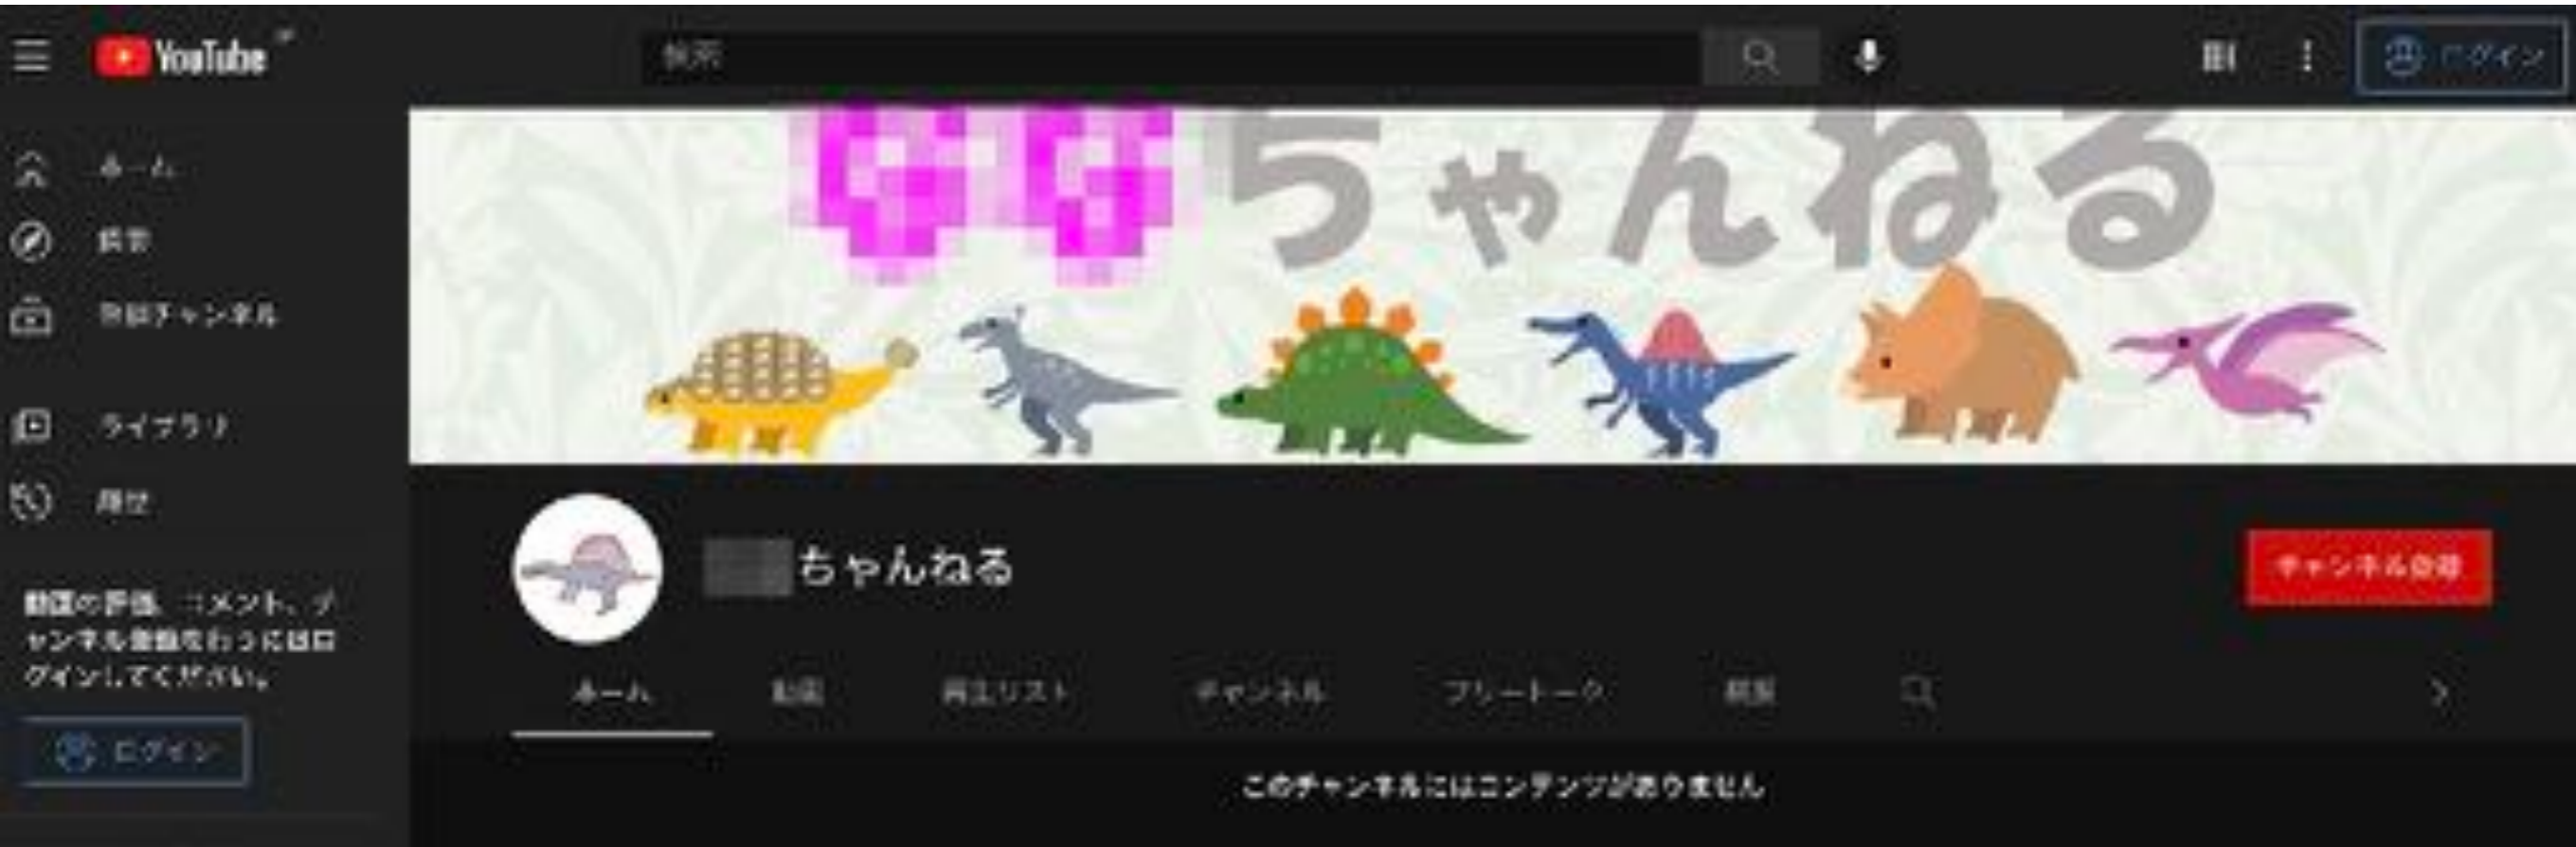 YouTube
検索
ログイン
ちゃんねる
ホーム
探索
登録チャンネル
ライブラリ
履歴
動画の評価、コメント、チ
ャンネル登録を行うにはロ
グインしてください。
ログイン
ちゃんねる
チャンネル登録
ホーム
動画
再生リスト
チャンネル
フリートーク
概要
このチャンネルにはコンテンツがありません